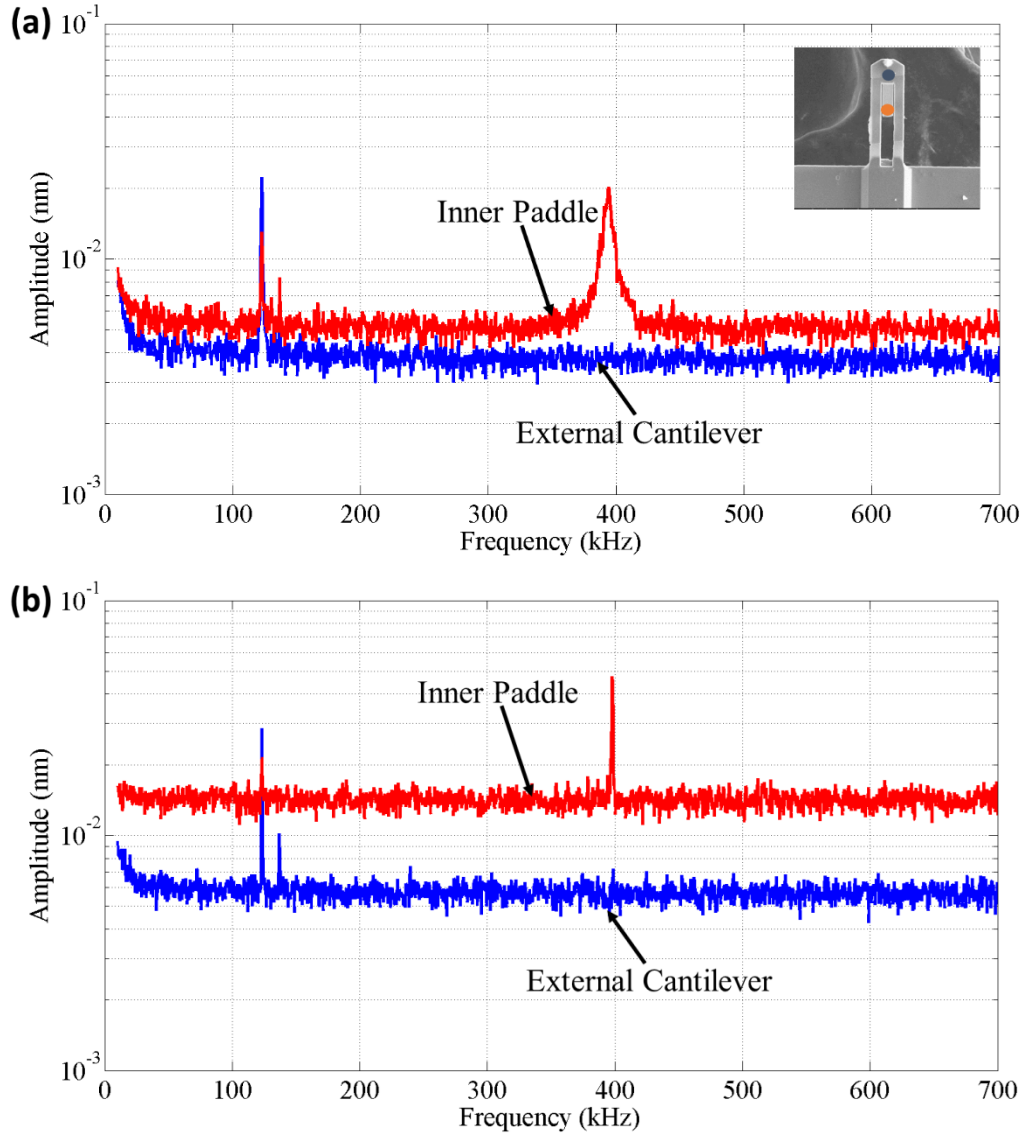 (a)
10^-1
10^-2
10^-3
Amplitude (nm)
Inner Paddle
External Cantilever
0 100 200 300 400 500 600 700
Frequency (kHz)
(b)
10^-1
10^-2
10^-3
Amplitude (nm)
Inner Paddle
External Cantilever
0 100 200 300 400 500 600 700
Frequency (kHz)